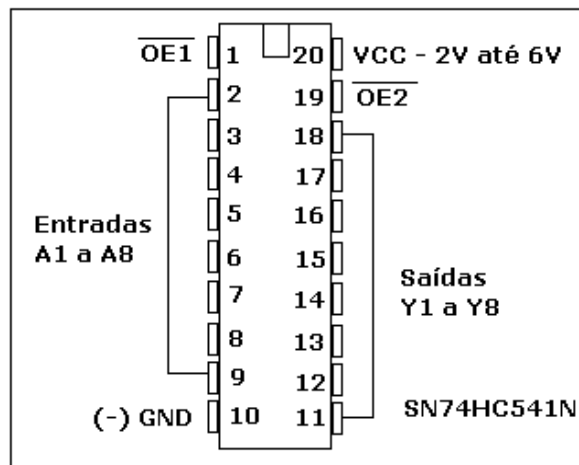 OE1
1
20
VCC - 2V até 6V
2
19
OE2
3
18
4
17
5
16
Entradas
A1 a A8
6
15
Saídas
Y1 a Y8
7
14
8
13
9
12
(-) GND
10
11
SN74HC541N